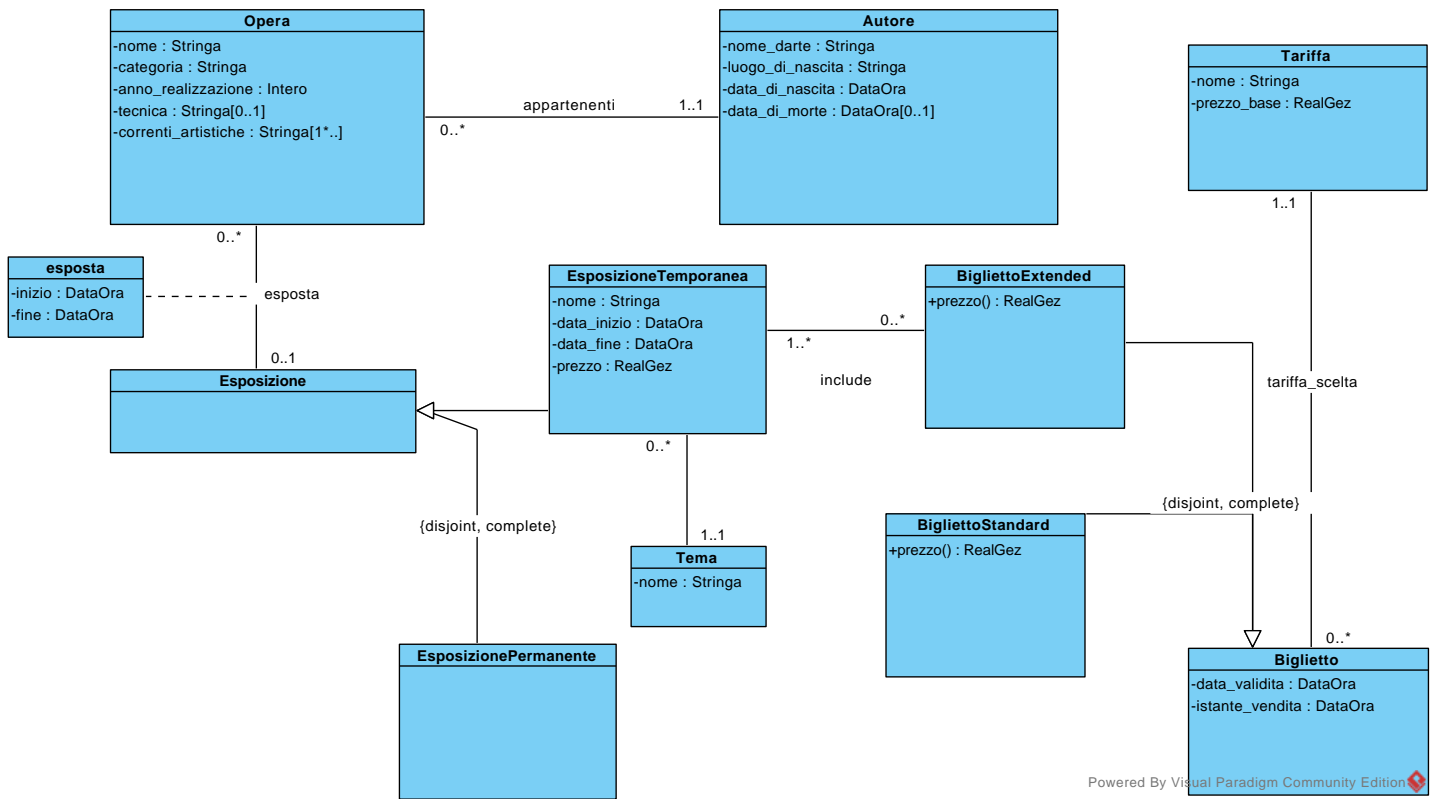 Opera
-nome : Stringa
-categoria : Stringa
-anno_realizzazione : Intero
-tecnica : Stringa[0..1]
-correnti_artistiche : Stringa[1*..]
appartenenti
0..*
1..1
Autore
-nome_darte : Stringa
-luogo_di_nascita : Stringa
-data_di_nascita : DataOra
-data_di_morte : DataOra[0..1]
Tariffa
-nome : Stringa
-prezzo_base : RealGez
1..1
0..*
esposta
-inizio : DataOra
-fine : DataOra
esposta
0..1
Esposizione
EsposizioneTemporanea
-nome : Stringa
-data_inizio : DataOra
-data_fine : DataOra
-prezzo : RealGez
0..*
1..*
include
BigliettoExtended
+prezzo() : RealGez
tariffa_scelta
0..*
{disjoint, complete}
1..1
Tema
-nome : Stringa
{disjoint, complete}
BigliettoStandard
+prezzo() : RealGez
EsposizionePermanente
0..*
Biglietto
-data_validita : DataOra
-istante_vendita : DataOra
Powered By Visual Paradigm Community Edition